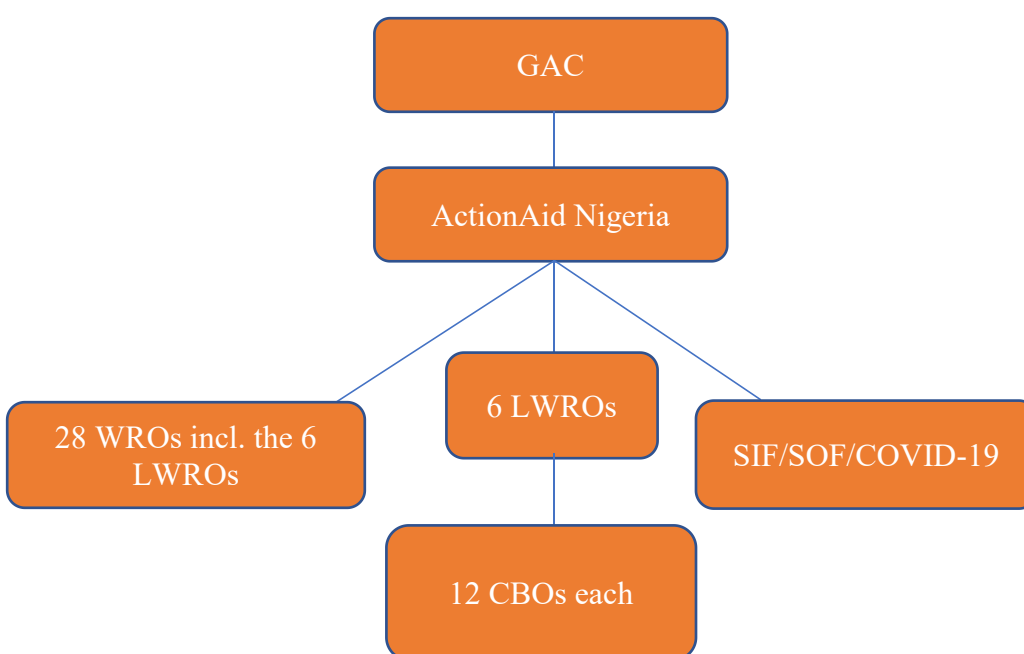 GAC
ActionAid Nigeria
28 WROs incl. the 6
LWROs
6 LWROs
SIF/SOF/COVID-19
12 CBOs each